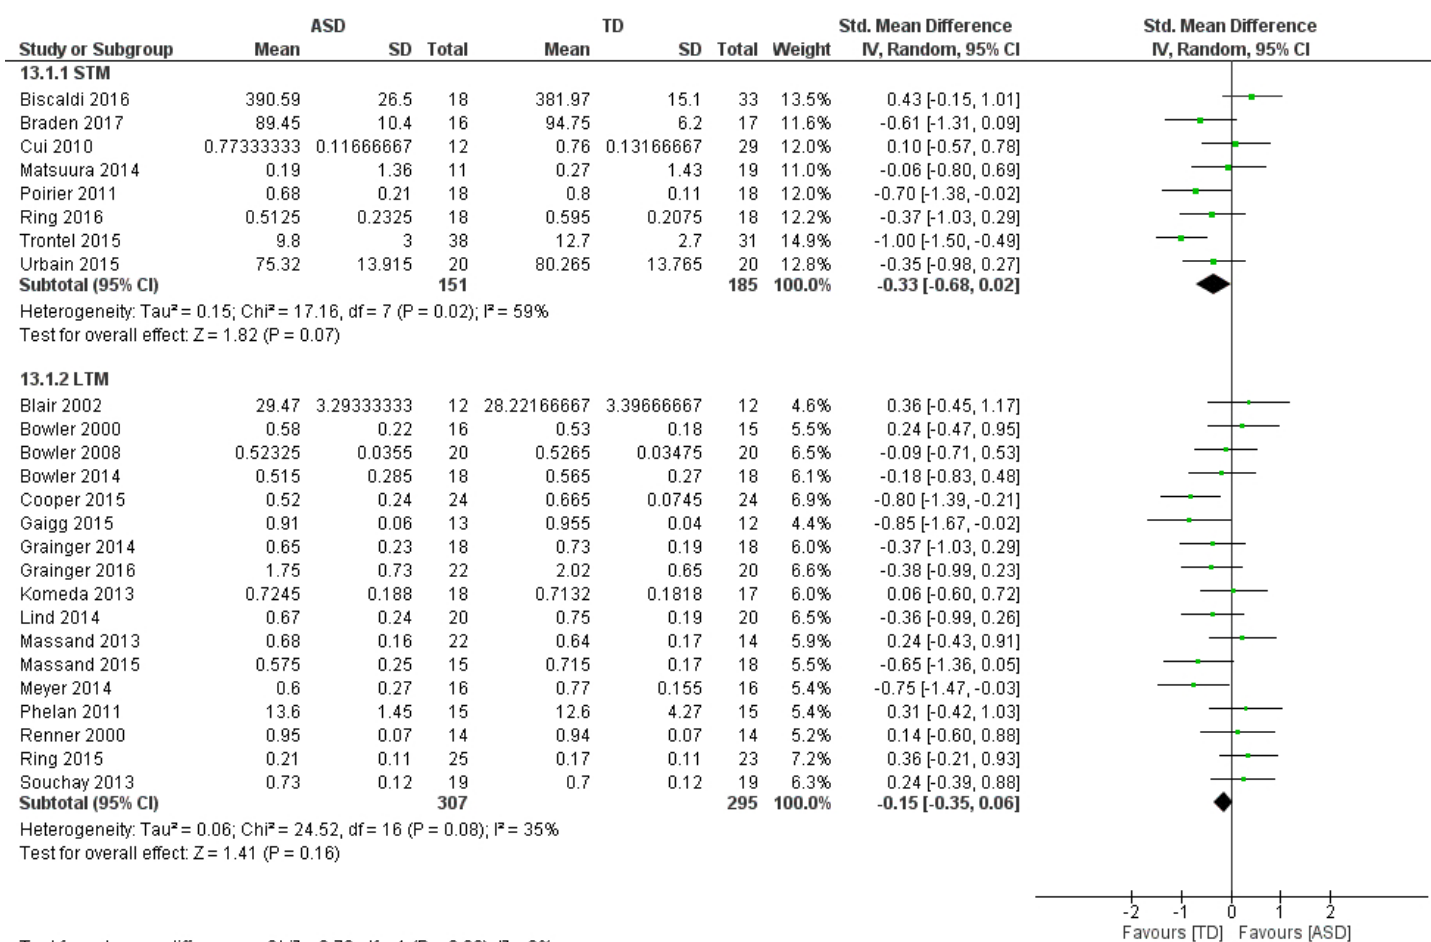 ASD TD Std. Mean Difference Std. Mean Difference
Study or Subgroup Mean SD Total Mean SD Total Weight IV, Random, 95% CI IV, Random, 95% CI
13.1.1 STM
Biscaldi 2016 390.59 26.5 18 381.97 15.1 33 13.5% 0.43 [-0.15, 1.01]
Braden 2017 89.45 10.4 16 94.75 6.2 17 11.6% -0.61 [-1.31, 0.09]
Cui 2010 0.77333333 0.11666667 12 0.76 0.13166667 29 12.0% 0.10 [-0.57, 0.78]
Matsuura 2014 0.19 1.36 11 0.27 1.43 19 11.0% -0.06 [-0.80, 0.69]
Poirier 2011 0.68 0.21 18 0.8 0.11 18 12.0% -0.70 [-1.38, -0.02]
Ring 2016 0.5125 0.2325 18 0.595 0.2075 18 12.2% -0.37 [-1.03, 0.29]
Trontel 2015 9.8 3 38 12.7 2.7 31 14.9% -1.00 [-1.50, -0.49]
Urbain 2015 75.32 13.915 20 80.265 13.765 20 12.8% -0.35 [-0.98, 0.27]
Subtotal (95% CI) 151 185 100.0% -0.33 [-0.68, 0.02]
Heterogeneity: Tau² = 0.15; Chi² = 17.16, df = 7 (P = 0.02); I² = 59%
Test for overall effect: Z = 1.82 (P = 0.07)
13.1.2 LTM
Blair 2002 29.47 3.29333333 12 28.22166667 3.39666667 12 4.6% 0.36 [-0.45, 1.17]
Bowler 2000 0.58 0.22 16 0.53 0.18 15 5.5% 0.24 [-0.47, 0.95]
Bowler 2008 0.52325 0.0355 20 0.5265 0.03475 20 6.5% -0.09 [-0.71, 0.53]
Bowler 2014 0.515 0.285 18 0.565 0.27 18 6.1% -0.18 [-0.83, 0.48]
Cooper 2015 0.52 0.24 24 0.665 0.0745 24 6.9% -0.80 [-1.39, -0.21]
Gaigg 2015 0.91 0.06 13 0.955 0.04 12 4.4% -0.85 [-1.67, -0.02]
Grainger 2014 0.65 0.23 18 0.73 0.19 18 6.0% -0.37 [-1.03, 0.29]
Grainger 2016 1.75 0.73 22 2.02 0.65 20 6.6% -0.38 [-0.99, 0.23]
Komeda 2013 0.7245 0.188 18 0.7132 0.1818 17 6.0% 0.06 [-0.60, 0.72]
Lind 2014 0.67 0.24 20 0.75 0.19 20 6.5% -0.36 [-0.99, 0.26]
Massand 2013 0.68 0.16 22 0.64 0.17 14 5.9% 0.24 [-0.43, 0.91]
Massand 2015 0.575 0.25 15 0.715 0.17 18 5.5% -0.65 [-1.36, 0.05]
Meyer 2014 0.6 0.27 16 0.77 0.155 16 5.4% -0.75 [-1.47, -0.03]
Phelan 2011 13.6 1.45 15 12.6 4.27 15 5.4% 0.31 [-0.42, 1.03]
Renner 2000 0.95 0.07 14 0.94 0.07 14 5.2% 0.14 [-0.60, 0.88]
Ring 2015 0.21 0.11 25 0.17 0.11 23 7.2% 0.36 [-0.21, 0.93]
Souchay 2013 0.73 0.12 19 0.7 0.12 19 6.3% 0.24 [-0.39, 0.88]
Subtotal (95% CI) 307 295 100.0% -0.15 [-0.35, 0.06]
Heterogeneity: Tau² = 0.06; Chi² = 24.52, df = 16 (P = 0.08); I² = 35%
Test for overall effect: Z = 1.41 (P = 0.16)
-2 -1 0 1 2
Favours [TD] Favours [ASD]